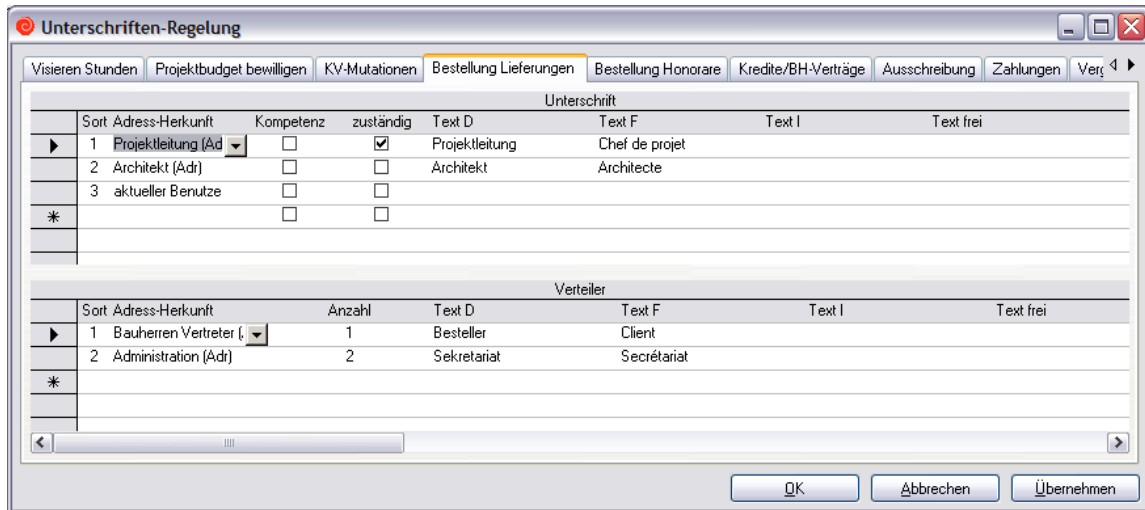 Unterschriften-Regelung
Visieren Stunden Projektbudget bewilligen KV-Mutationen Bestellung Lieferungen Bestellung Honorare Kredite/BH-Verträge Ausschreibung Zahlungen
Unterschrift
Sort Adress-Herkunft Kompetenz zuständig Text D Text F Text I Text frei
1 Projektleitung (Ad Projektleitung Chef de projet
2 Architekt (Adr) Architekt Architecte
3 aktueller Benutze
Verteiler
Sort Adress-Herkunft Anzahl Text D Text F Text I Text frei
1 Bauherren Vertreter (, 1 Besteller Client
2 Administration (Adr) 2 Sekretariat Secrétariat
OK Abbrechen Übernehmen